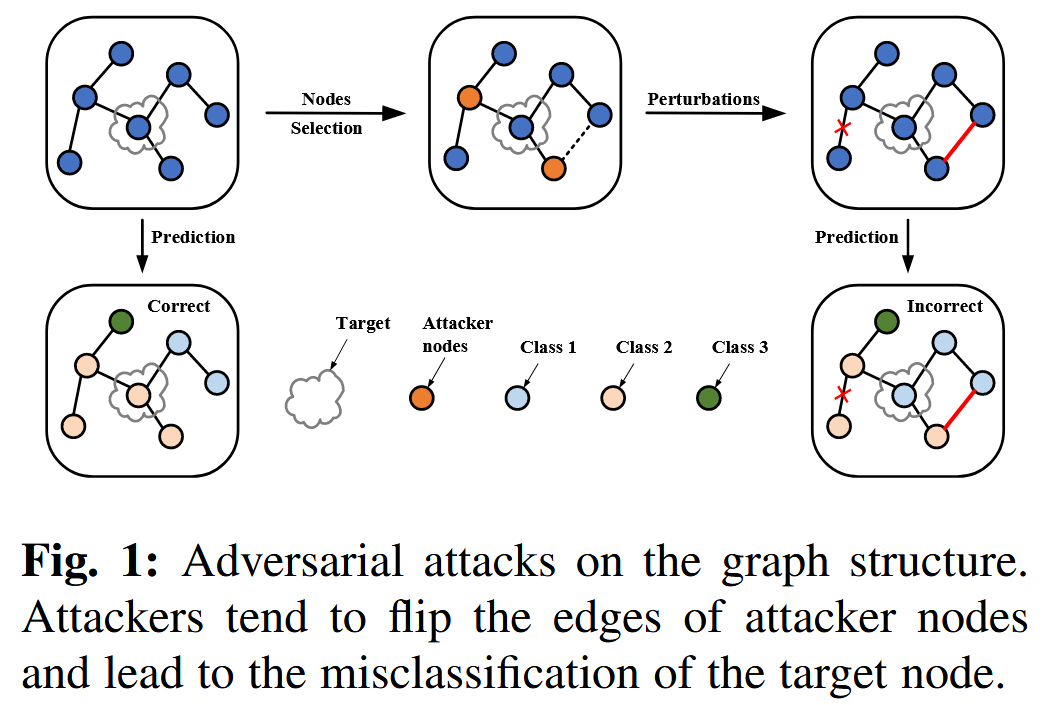 Nodes
Selection
Perturbations
Prediction
Prediction
Correct
Incorrect
Target
Attacker
nodes
Class 1
Class 2
Class 3
Fig. 1: Adversarial attacks on the graph structure.
Attackers tend to flip the edges of attacker nodes
and lead to the misclassification of the target node.